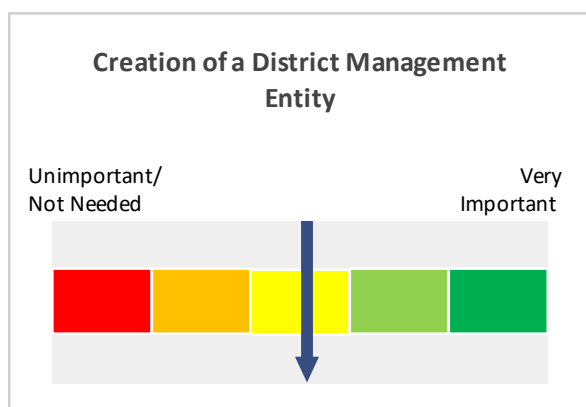 Creation of a District Management
Entity
Unimportant/
Not Needed
Very
Important